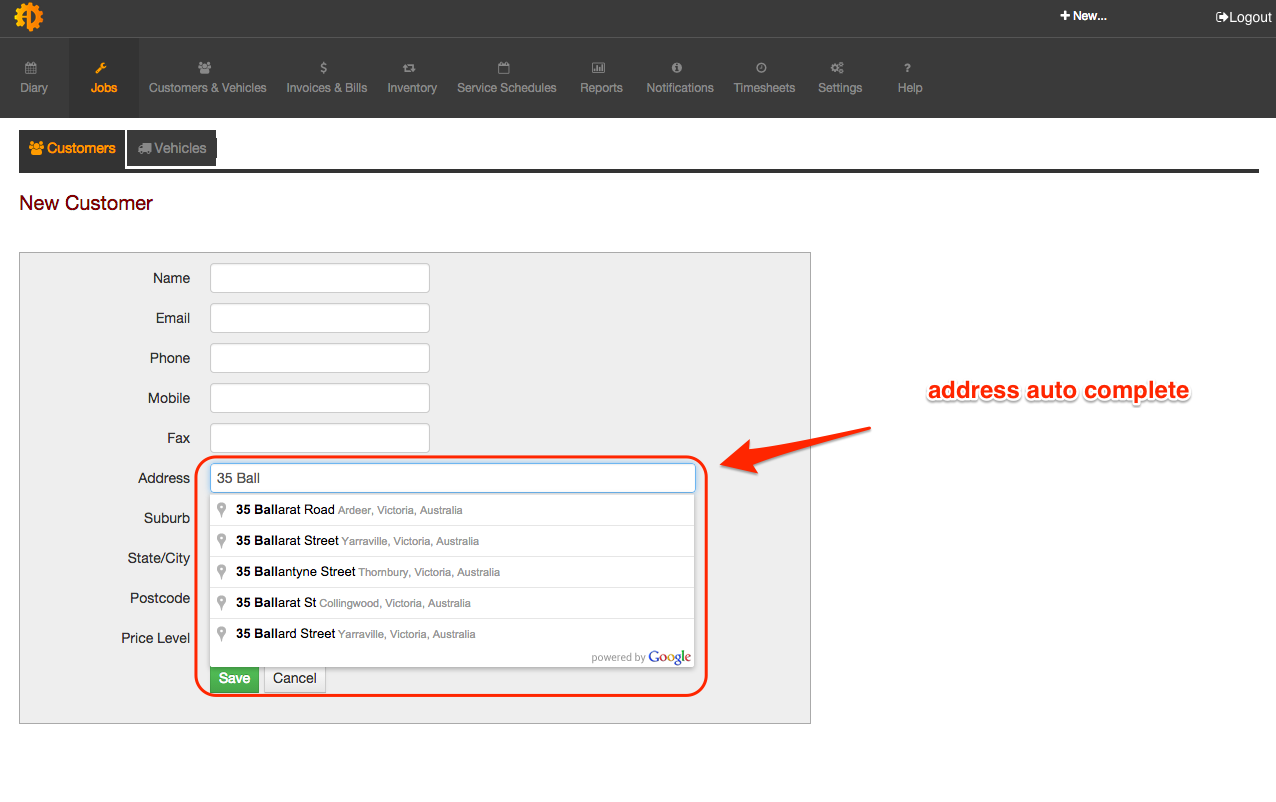 New... Logout
Diary Jobs Customers & Vehicles Invoices & Bills Inventory Service Schedules Reports Notifications Timesheets Settings Help
Customers Vehicles
New Customer
Name
Email
Phone
address auto complete
Mobile
Fax
Address 35 Ball
35 Ballarat Road Ardeer, Victoria, Australia
Suburb
35 Ballarat Street Yarraville, Victoria, Australia
State/City
35 Ballantyne Street Thornbury, Victoria, Australia
Postcode
35 Ballarat St Collingwood, Victoria, Australia
Price Level
35 Ballard Street Yarraville, Victoria, Australia
powered by Google
Save Cancel